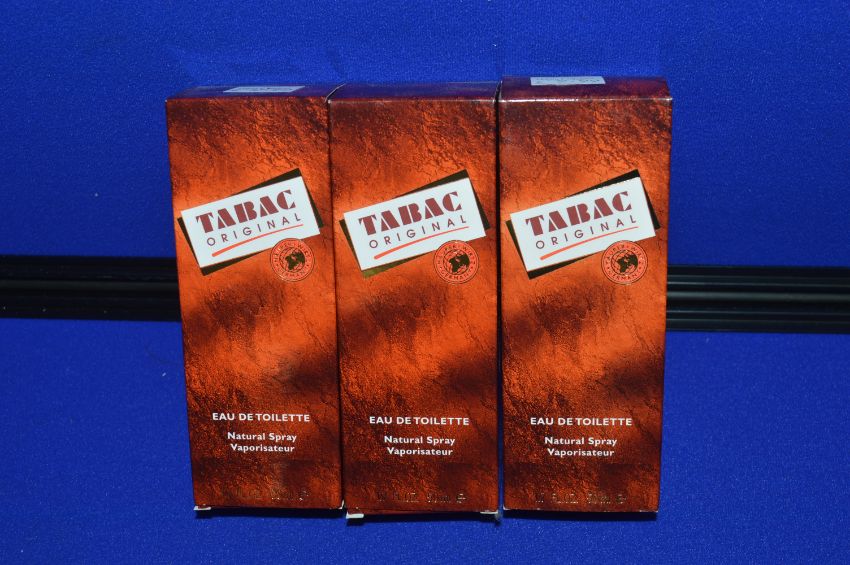 TABAC
ORIGINAL
EAU DE TOILETTE
Natural Spray
Vaporisateur
TABAC
ORIGINAL
EAU DE TOILETTE
Natural Spray
Vaporisateur
TABAC
ORIGINAL
EAU DE TOILETTE
Natural Spray
Vaporisateur